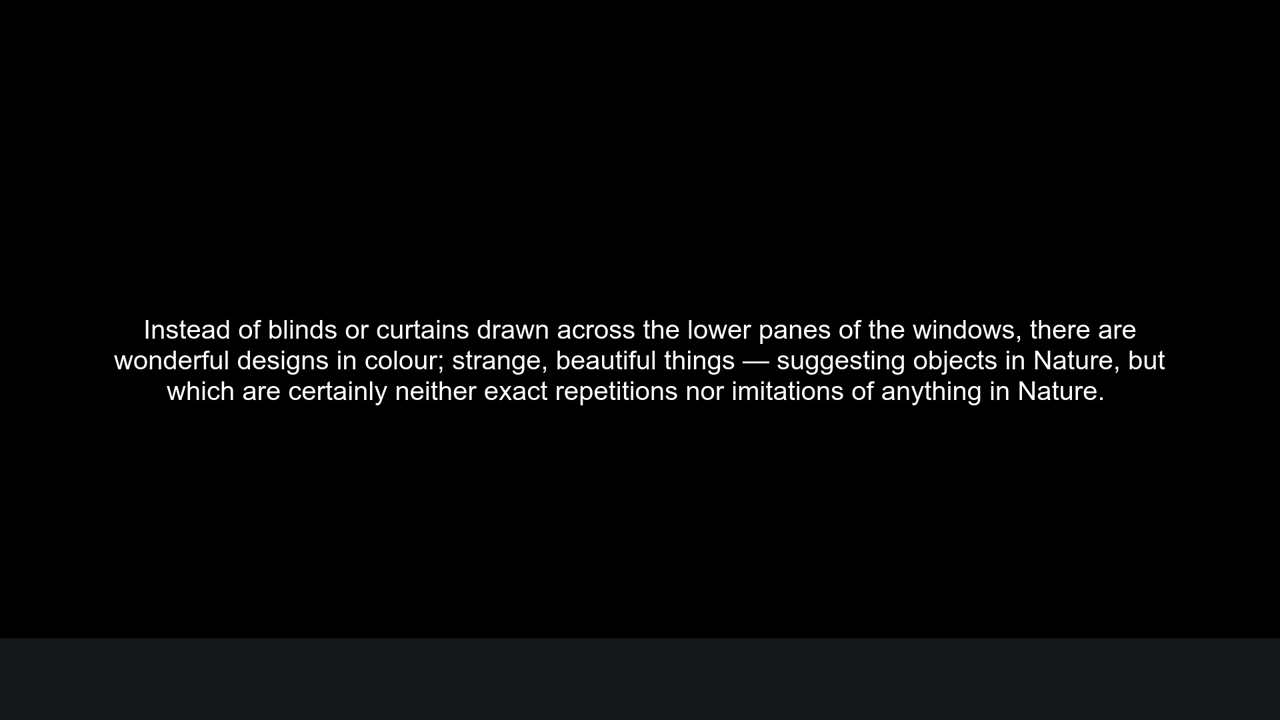 Instead of blinds or curtains drawn across the lower panes of the windows, there are
wonderful designs in colour; strange, beautiful things — suggesting objects in Nature, but
which are certainly neither exact repetitions nor imitations of anything in Nature.